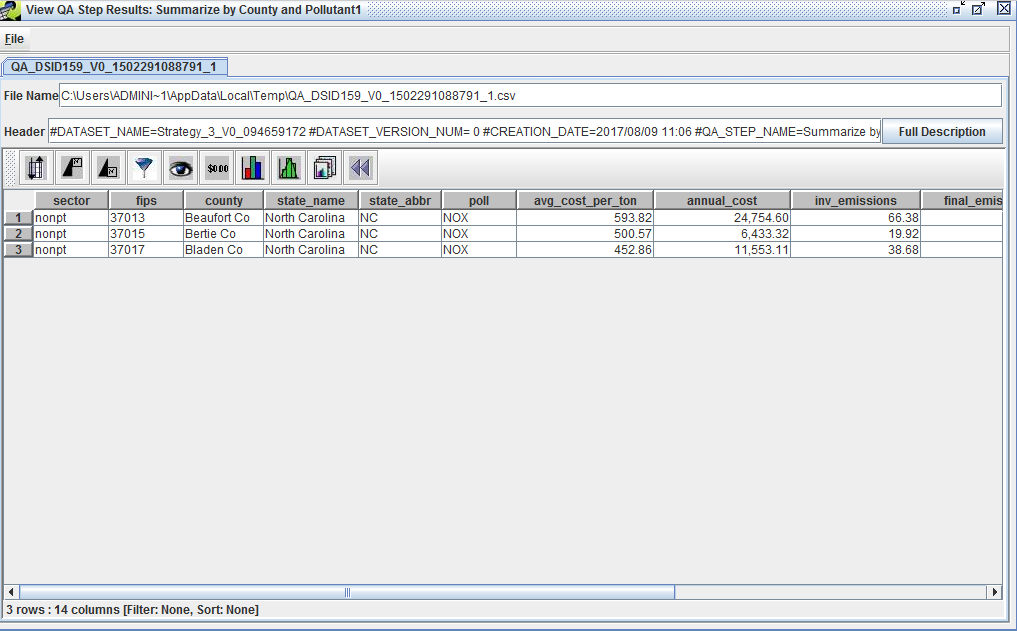 View QA Step Results: Summarize by County and Pollutant1
File
QA_DSID159_V0_1502291088791_1
File Name C:\Users\ADMINI~1\AppData\Local\Temp\QA_DSID159_V0_1502291088791_1.csv
Header #DATASET_NAME=Strategy_3_V0_094659172 #DATASET_VERSION_NUM= 0 #CREATION_DATE=2017/08/09 11:06 #QA_STEP_NAME=Summarize by Full Description
$0.00
sector fips county state_name state_abbr poll avg_cost_per_ton annual_cost inv_emissions final_emis
1 nonpt 37013 Beaufort Co North Carolina NC NOX 593.82 24,754.60 66.38
2 nonpt 37015 Bertie Co North Carolina NC NOX 500.57 6,433.32 19.92
3 nonpt 37017 Bladen Co North Carolina NC NOX 452.86 11,553.11 38.68
3 rows : 14 columns [Filter: None, Sort: None]